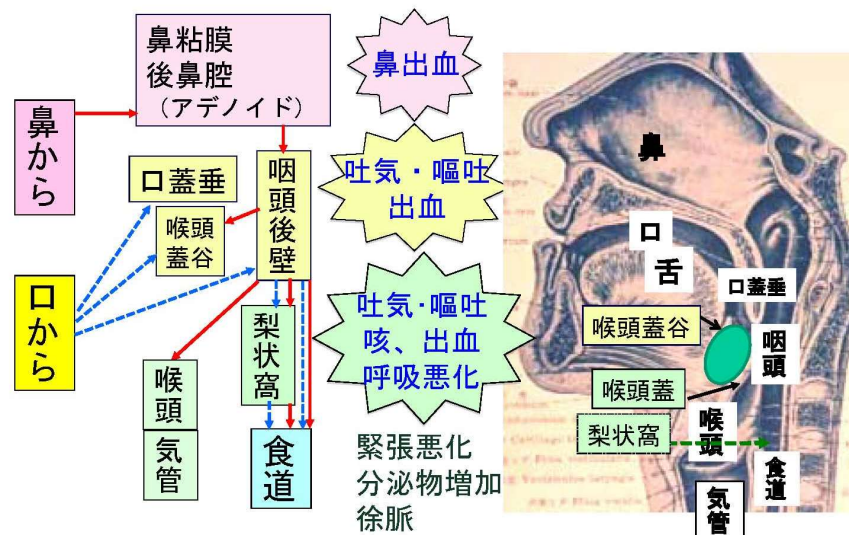 鼻粘膜
後鼻腔
（アデノイド）
鼻出血
鼻から
口蓋垂
喉頭
蓋谷
咽頭後壁
吐気・嘔吐
出血
口から
梨状窩
吐気・嘔吐
咳、出血
呼吸悪化
喉頭
気管
食道
緊張悪化
分泌物増加
徐脈
鼻
口
舌
口蓋垂
喉頭蓋谷
咽頭
喉頭蓋
梨状窩
喉頭
食道
気管